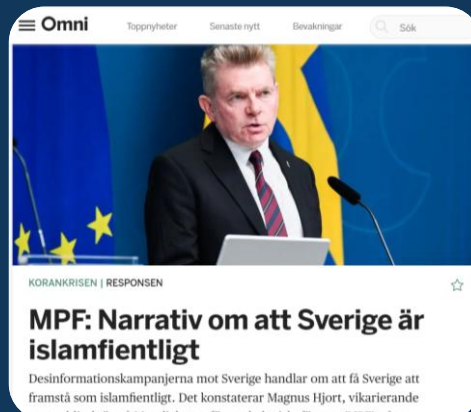 Omni
Toppnyheter Senaste nytt Bevakningar Sök
KORANKRISEN | RESPONSEN
MPF: Narrativ om att Sverige är
islamfientligt
Desinformationskampanjerna mot Sverige handlar om att få Sverige att
framstå som islamfientligt. Det konstaterar Magnus Hjort, vikarierande